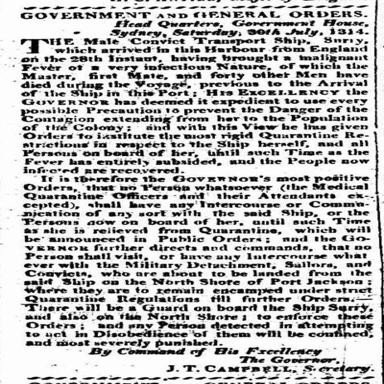 GOVERNMENT AND GENERAL ORDERS.
Head Quarters, Government House,
Sydney, Saturday, 30th July, 1814.
THE Male Convict Transport Ship, Surry,
which arrived in this Harbour from England
on the 28th Instant, having brought a malignant
Fever of a very infectious Nature, of which the
Master, first Mate, and forty other Men have
died during the Voyage, previous to the Arrival
of the Ship in this Port; His EXCELLENCY the
GOVERNOR has deemed it expedient to use every
possible Precaution to prevent the Danger of the
Contagion extending from her to the Population
of the Colony; and with this View he has given
Orders to institute the most rigid Quarantine Re-
strictions in respect to the Ship herself, and all
Persons on board of her, until such Time as the
Fever has entirely subsided, and the People now
infected are recovered.
It is therefore the GOVERNOR's most positive
Orders, that no Person whatsoever (the Medical
Quarantine Officers and their Attendants ex-
cepted), shall have any Intercourse or Commu-
nication of any sort with the said Ship, or the
Persons now on board of her, until such Time
as she is relieved from Quarantine, which will
be announced in Public Orders; and the Go-
VERNOR further directs and commands, that no
Person shall visit, or have any Intercourse what
ever with the Military Detachment, Sailors, and
Convicts, who are about to be landed from the
said Ship on the North Shore of Port Jackson;
where they are to remain encamped under strict
Quarantine Regulations till further Orders.—
There will be a Guard on board the Ship Surry,
and also on the North Shore; to enforce these
Orders; and any Person detected in attempting
to act in Disobedience of them will be confined,
and most severely punished.
By Command of His Excellency
The Governor,
J. T. CAMPBELL, Secretary.
GOVERNMENT GENERAL ORDERS